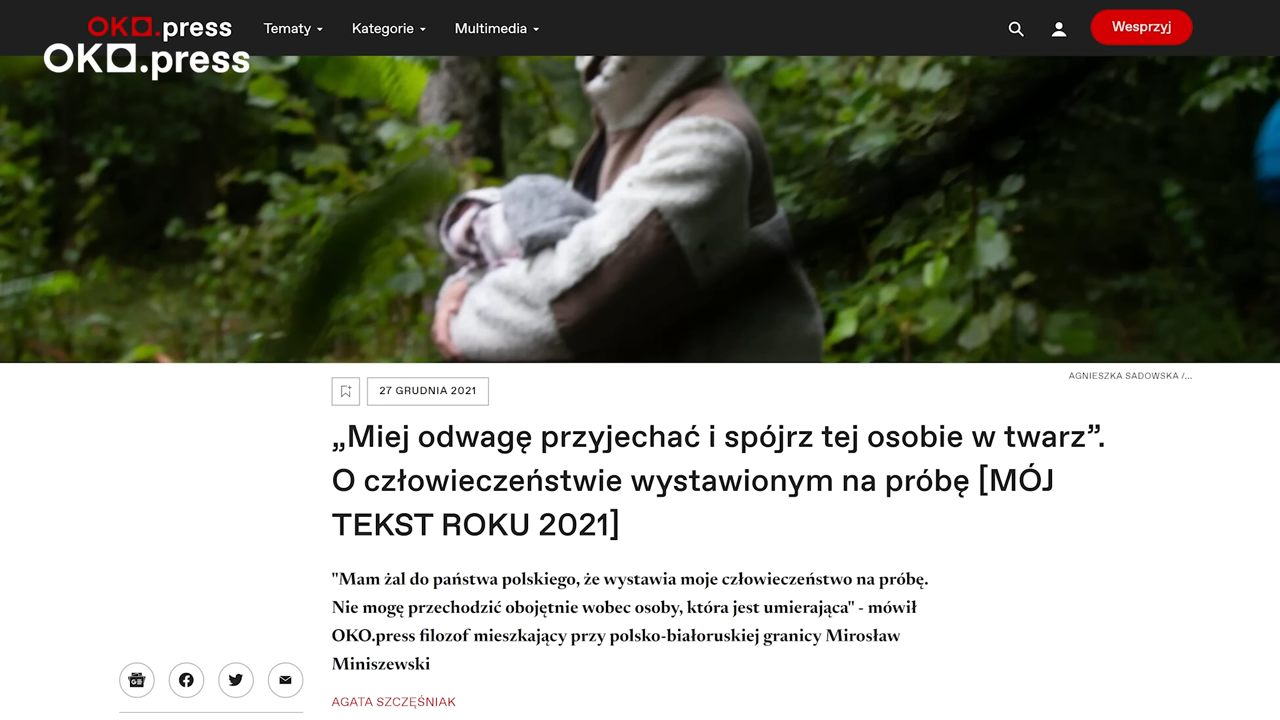 OKO.press
Tematy
Kategorie
Multimedia
Wesprzyj
OKO.press
AGNIESZKA SADOWSKA /...
27 GRUDNIA 2021
„Miej odwagę przyjechać i spójrz tej osobie w twarz”.
O człowieczeństwie wystawionym na próbę [MÓJ
TEKST ROKU 2021]
"Mam żal do państwa polskiego, że wystawia moje człowieczeństwo na próbę.
Nie mogę przechodzić obojętnie wobec osoby, która jest umierająca" - mówił
OKO.press filozof mieszkający przy polsko-białoruskiej granicy Mirosław
Miniszewski
AGATA SZCZĘŚNIAK